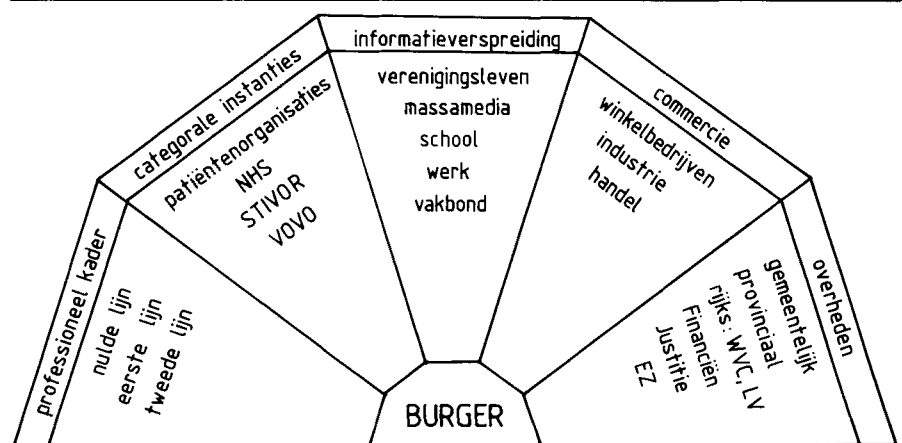 professioneel kader
nulde lijn
eerste lijn
tweede lijn
categorale instanties
patiëntenorganisaties
NHS
STIVOR
VOVO
informatieverspreiding
verenigingsleven
massamedia
school
werk
vakbond
commercie
winkelbedrijven
industrie
handel
overheden
gemeentelijk
provinciaal
rijks: WVC, LV
Financiën
Justitie
EZ
BURGER